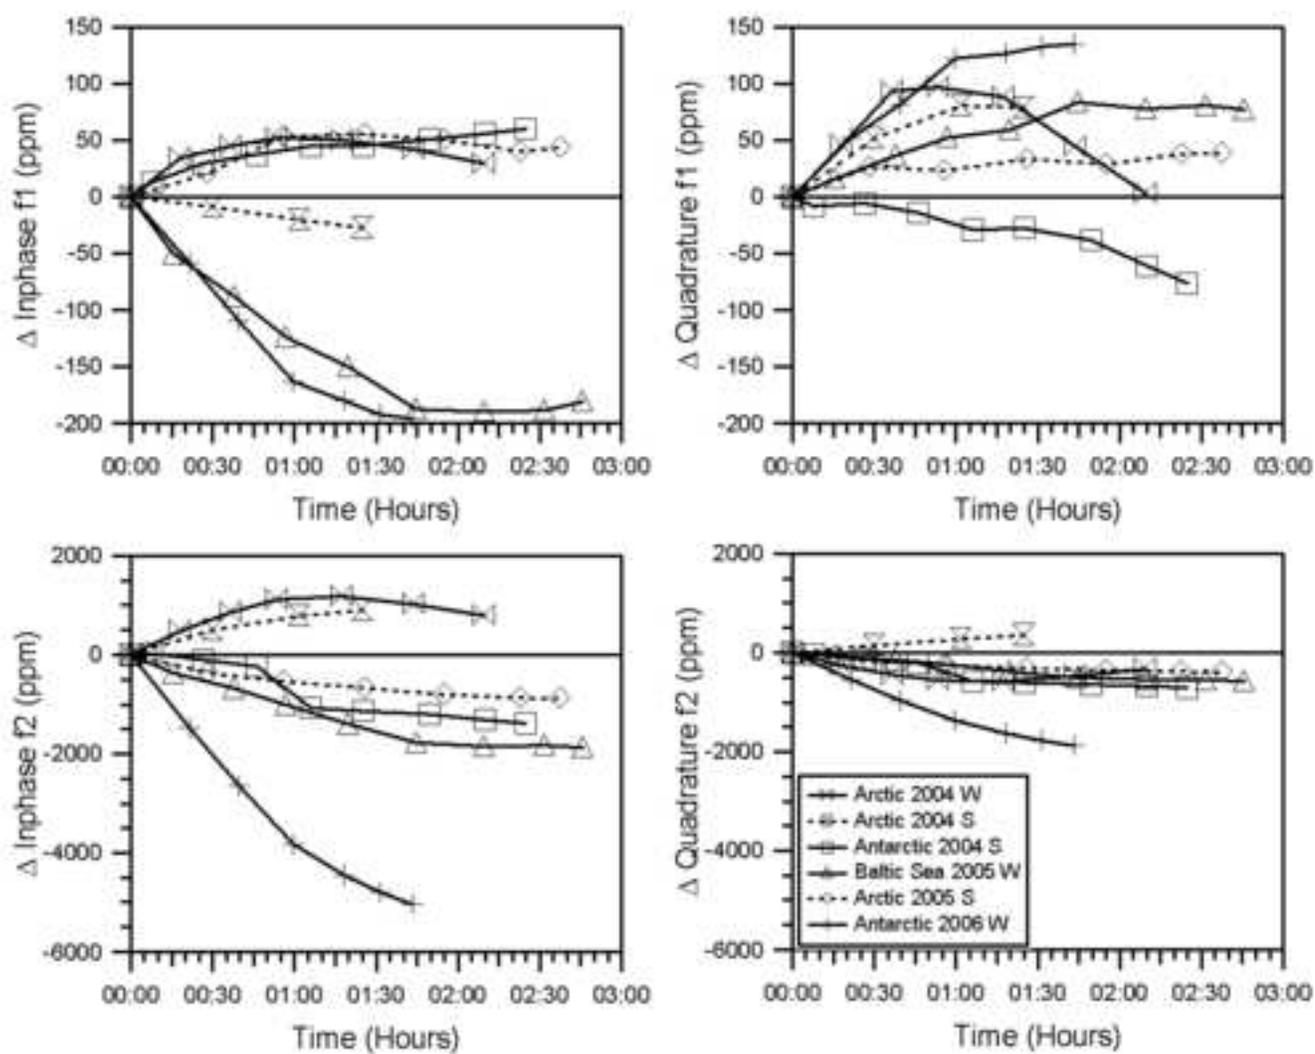 150
100
50
0
-50
-100
-150
-200
Δ Inphase f1 (ppm)
00:00 00:30 01:00 01:30 02:00 02:30 03:00
Time (Hours)
150
100
50
0
-50
-100
-150
-200
Δ Quadrature f1 (ppm)
00:00 00:30 01:00 01:30 02:00 02:30 03:00
Time (Hours)
2000
0
-2000
-4000
-6000
Δ Inphase f2 (ppm)
00:00 00:30 01:00 01:30 02:00 02:30 03:00
Time (Hours)
2000
0
-2000
-4000
-6000
Δ Quadrature f2 (ppm)
Arctic 2004 W
Arctic 2004 S
Antarctic 2004 S
Baltic Sea 2005 W
Arctic 2005 S
Antarctic 2006 W
00:00 00:30 01:00 01:30 02:00 02:30 03:00
Time (Hours)